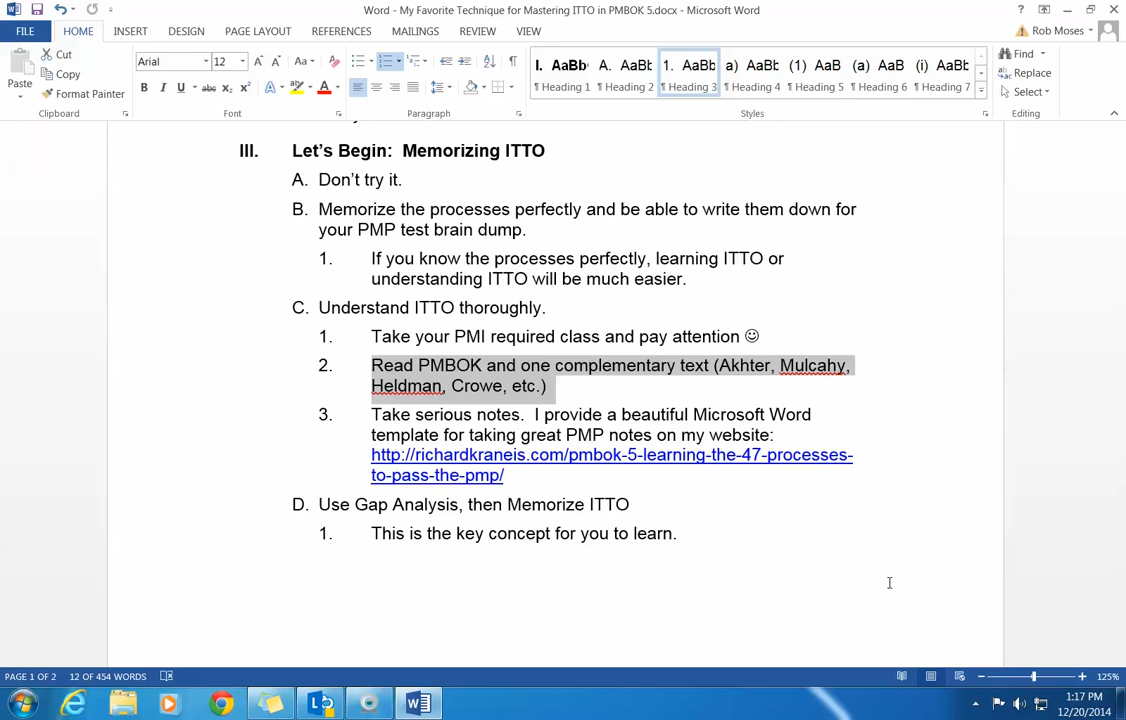 Word - My Favorite Technique for Mastering ITTO in PMBOK 5.docx - Microsoft Word
FILE HOME INSERT DESIGN PAGE LAYOUT REFERENCES MAILINGS REVIEW VIEW Rob Moses
Paste Cut Copy Format Painter
Clipboard
Arial 12
Font
Paragraph
I. AaBb A. AaBb 1. AaBb a) AaBb (1) AaB (a) AaB (i) AaBb
¶ Heading 1 ¶ Heading 2 ¶ Heading 3 ¶ Heading 4 ¶ Heading 5 ¶ Heading 6 ¶ Heading 7
Styles
Find
Replace
Select
Editing
III. Let's Begin: Memorizing ITTO
A. Don't try it.
B. Memorize the processes perfectly and be able to write them down for
your PMP test brain dump.
1. If you know the processes perfectly, learning ITTO or
understanding ITTO will be much easier.
C. Understand ITTO thoroughly.
1. Take your PMI required class and pay attention ☺
2. Read PMBOK and one complementary text (Akhter, Mulcahy,
Heldman, Crowe, etc.)
3. Take serious notes. I provide a beautiful Microsoft Word
template for taking great PMP notes on my website:
http://richardkraneis.com/pmbok-5-learning-the-47-processes-
to-pass-the-pmp/
D. Use Gap Analysis, then Memorize ITTO
1. This is the key concept for you to learn.
PAGE 1 OF 2 12 OF 454 WORDS 125%
1:17 PM
12/20/2014